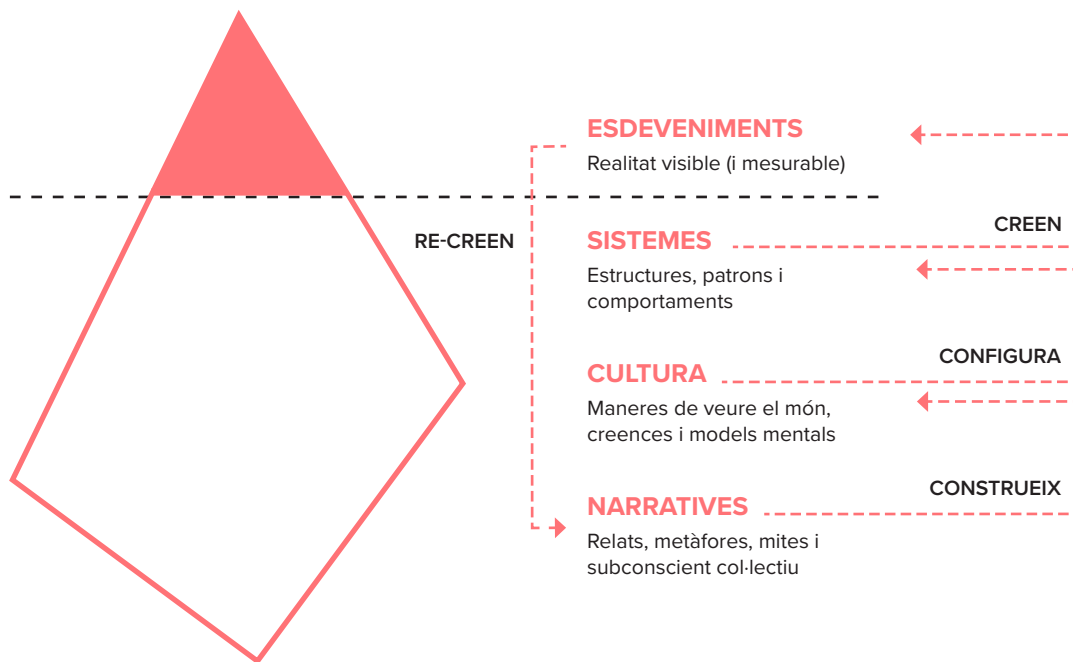 ESDEVENIMENTS
Realitat visible (i mesurable)
RE-CREEN
CREEN
SISTEMES
Estructures, patrons i
comportaments
CONFIGURA
CULTURA
Maneres de veure el món,
creences i models mentals
CONSTRUEIX
NARRATIVES
Relats, metàfores, mites i
subconscient col·lectiu